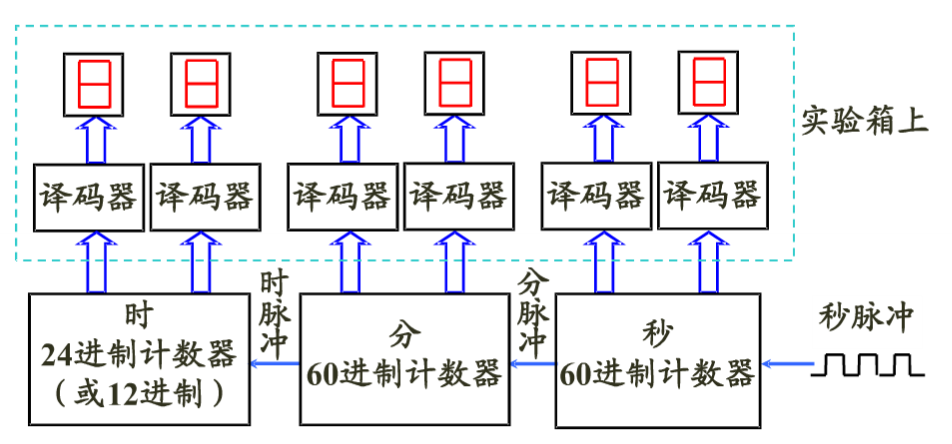 实验箱上
译码器
译码器
译码器
译码器
译码器
译码器
时
24进制计数器
（或12进制）
时脉冲
分
60进制计数器
分脉冲
秒
60进制计数器
秒脉冲